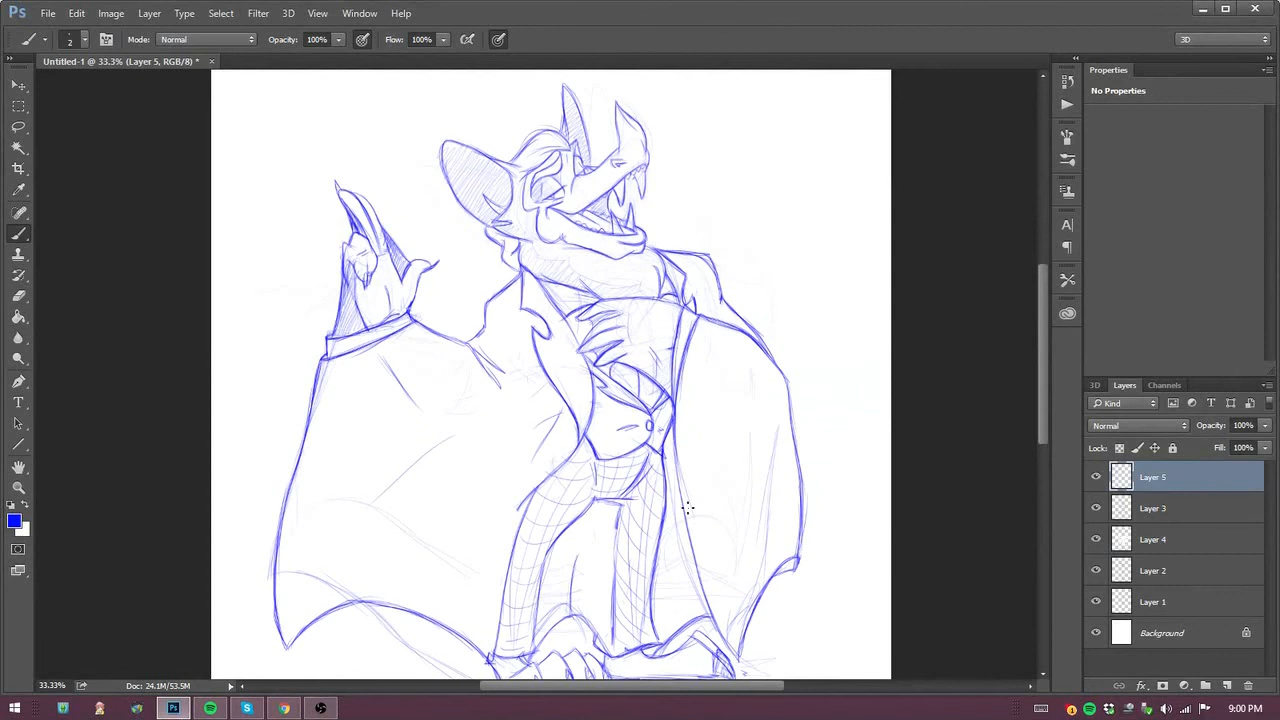 Ps File Edit Image Layer Type Select Filter 3D View Window Help
2 Mode: Normal Opacity: 100% Flow: 100% 3D
Untitled-1 @ 33.3% (Layer 5, RGB/8) *
Properties
No Properties
3D Layers Channels
Kind
Normal Opacity: 100%
Lock: Fill: 100%
Layer 5
Layer 3
Layer 4
Layer 2
Layer 1
Background
33.33% Doc: 24.1M/53.5M
9:00 PM